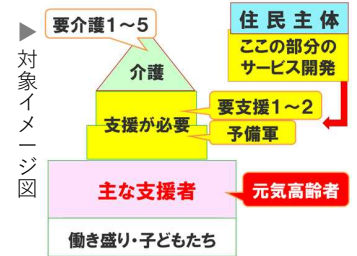 ▶対象イメージ図
要介護1～5
介護
住民主体
ここの部分の
サービス開発
支援が必要
要支援1～2
予備軍
主な支援者
元気高齢者
働き盛り・子どもたち